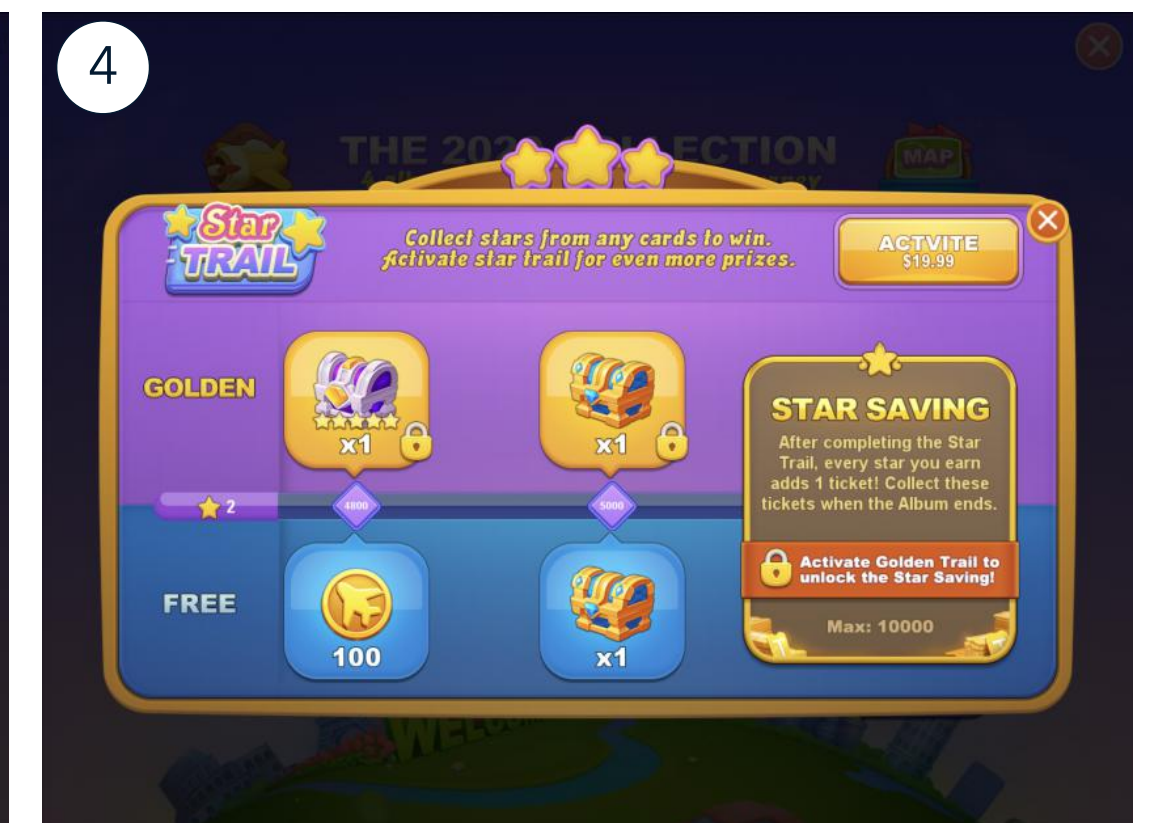 4
THE 202
ECTION
MAP
Star
TRAIL
Collect stars from any cards to win.
Activate star trail for even more prizes.
ACTVITE
$19.99
GOLDEN
x1
x1
STAR SAVING
After completing the Star
Trail, every star you earn
adds 1 ticket! Collect these
tickets when the Album ends.
2
4800
5000
Activate Golden Trail to
unlock the Star Saving!
FREE
100
x1
Max: 10000